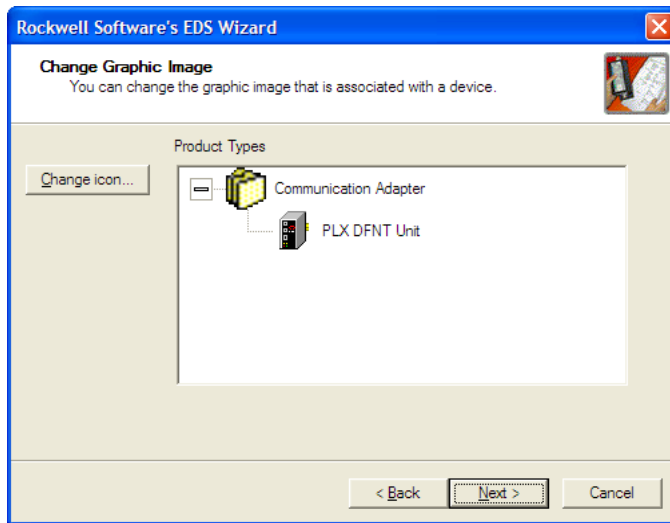 Rockwell Software's EDS Wizard
Change Graphic Image
You can change the graphic image that is associated with a device.
Product Types
Change icon...
Communication Adapter
PLX DFNT Unit
< Back
Next >
Cancel